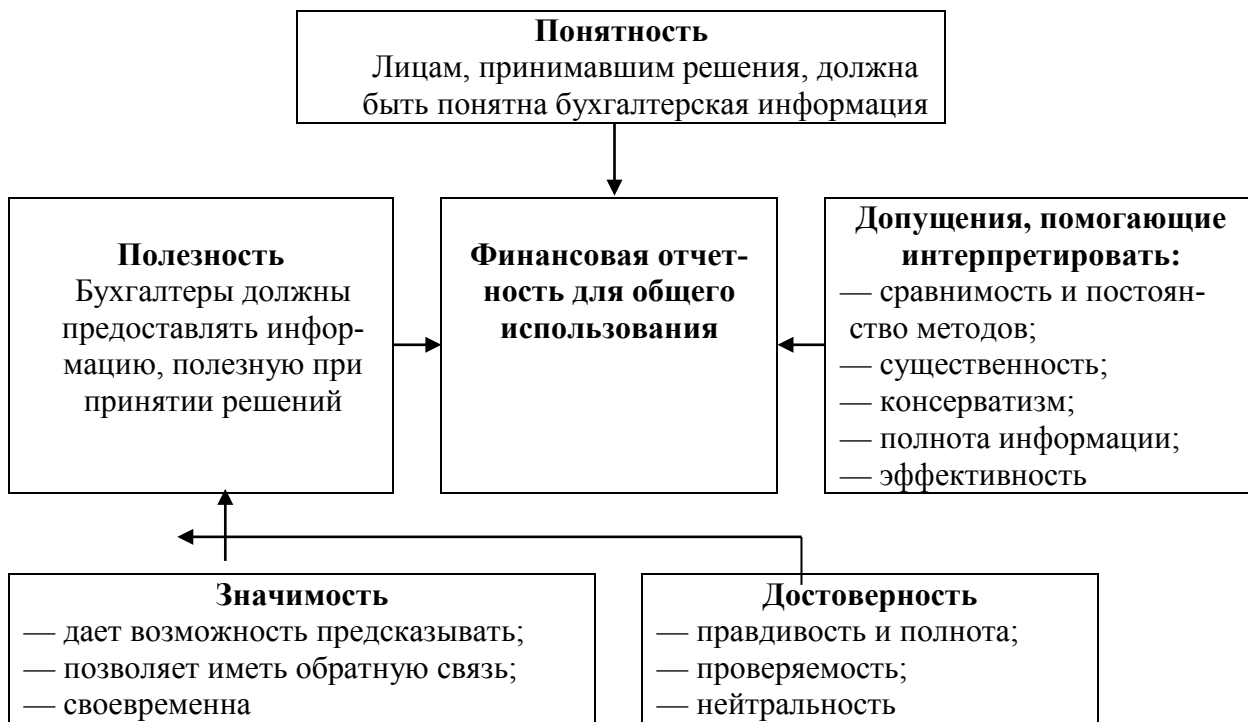 Понятность
Лицам, принимавшим решения, должна
быть понятна бухгалтерская информация
Полезность
Бухгалтеры должны
предоставлять инфор-
мацию, полезную при
принятии решений
Финансовая отчет-
ность для общего
использования
Допущения, помогающие
интерпретировать:
— сравнимость и постоян-
ство методов;
— существенность;
— консерватизм;
— полнота информации;
— эффективность
Значимость
— дает возможность предсказывать;
— позволяет иметь обратную связь;
— своевременна
Достоверность
— правдивость и полнота;
— проверяемость;
— нейтральность